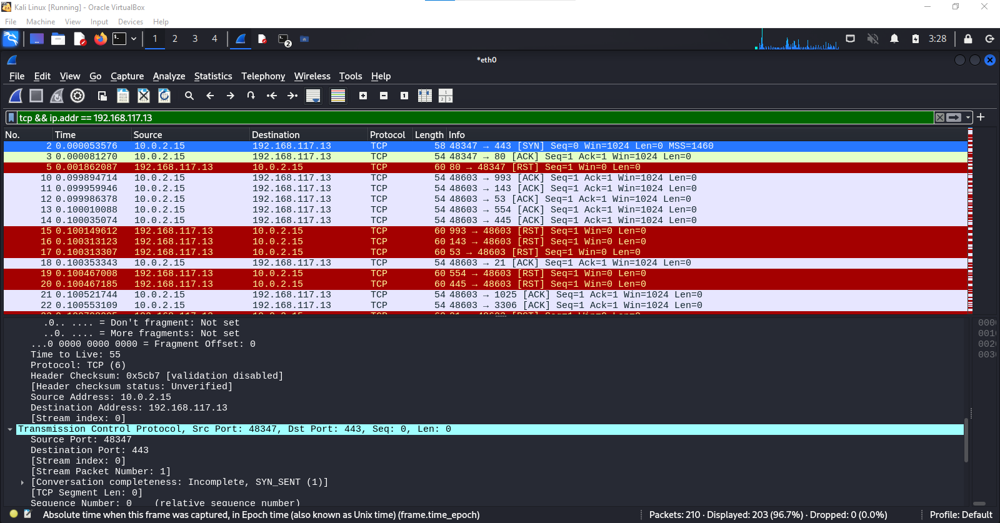 Kali Linux [Running] - Oracle VirtualBox
File Machine View Input Devices Help
1 2 3 4 2 3:28
*eth0
File Edit View Go Capture Analyze Statistics Telephony Wireless Tools Help
tcp && ip.addr == 192.168.117.13
No. Time Source Destination Protocol Length Info
2 0.000053576 10.0.2.15 192.168.117.13 TCP 58 48347 → 443 [SYN] Seq=0 Win=1024 Len=0 MSS=1460
3 0.000081270 10.0.2.15 192.168.117.13 TCP 54 48347 → 80 [ACK] Seq=1 Ack=1 Win=1024 Len=0
5 0.001862087 192.168.117.13 10.0.2.15 TCP 60 80 → 48347 [RST] Seq=1 Win=0 Len=0
10 0.099894714 10.0.2.15 192.168.117.13 TCP 54 48603 → 993 [ACK] Seq=1 Ack=1 Win=1024 Len=0
11 0.099959946 10.0.2.15 192.168.117.13 TCP 54 48603 → 143 [ACK] Seq=1 Ack=1 Win=1024 Len=0
12 0.099986378 10.0.2.15 192.168.117.13 TCP 54 48603 → 53 [ACK] Seq=1 Ack=1 Win=1024 Len=0
13 0.100010088 10.0.2.15 192.168.117.13 TCP 54 48603 → 554 [ACK] Seq=1 Ack=1 Win=1024 Len=0
14 0.100035074 10.0.2.15 192.168.117.13 TCP 54 48603 → 445 [ACK] Seq=1 Ack=1 Win=1024 Len=0
15 0.100149612 192.168.117.13 10.0.2.15 TCP 60 993 → 48603 [RST] Seq=1 Win=0 Len=0
16 0.100313123 192.168.117.13 10.0.2.15 TCP 60 143 → 48603 [RST] Seq=1 Win=0 Len=0
17 0.100313307 192.168.117.13 10.0.2.15 TCP 60 53 → 48603 [RST] Seq=1 Win=0 Len=0
18 0.100353343 10.0.2.15 192.168.117.13 TCP 54 48603 → 21 [ACK] Seq=1 Ack=1 Win=1024 Len=0
19 0.100467008 192.168.117.13 10.0.2.15 TCP 60 554 → 48603 [RST] Seq=1 Win=0 Len=0
20 0.100467185 192.168.117.13 10.0.2.15 TCP 60 445 → 48603 [RST] Seq=1 Win=0 Len=0
21 0.100521744 10.0.2.15 192.168.117.13 TCP 54 48603 → 1025 [ACK] Seq=1 Ack=1 Win=1024 Len=0
22 0.100553109 10.0.2.15 192.168.117.13 TCP 54 48603 → 3306 [ACK] Seq=1 Ack=1 Win=1024 Len=0
.0.. .... = Don't fragment: Not set
..0. .... = More fragments: Not set
...0 0000 0000 0000 = Fragment Offset: 0
Time to Live: 55
Protocol: TCP (6)
Header Checksum: 0x5cb7 [validation disabled]
[Header checksum status: Unverified]
Source Address: 10.0.2.15
Destination Address: 192.168.117.13
[Stream index: 0]
Transmission Control Protocol, Src Port: 48347, Dst Port: 443, Seq: 0, Len: 0
Source Port: 48347
Destination Port: 443
[Stream index: 0]
[Stream Packet Number: 1]
[Conversation completeness: Incomplete, SYN_SENT (1)]
[TCP Segment Len: 0]
Sequence Number: 0 (relative sequence number)
Absolute time when this frame was captured, in Epoch time (also known as Unix time) (frame.time_epoch) Packets: 210 · Displayed: 203 (96.7%) · Dropped: 0 (0.0%) Profile: Default